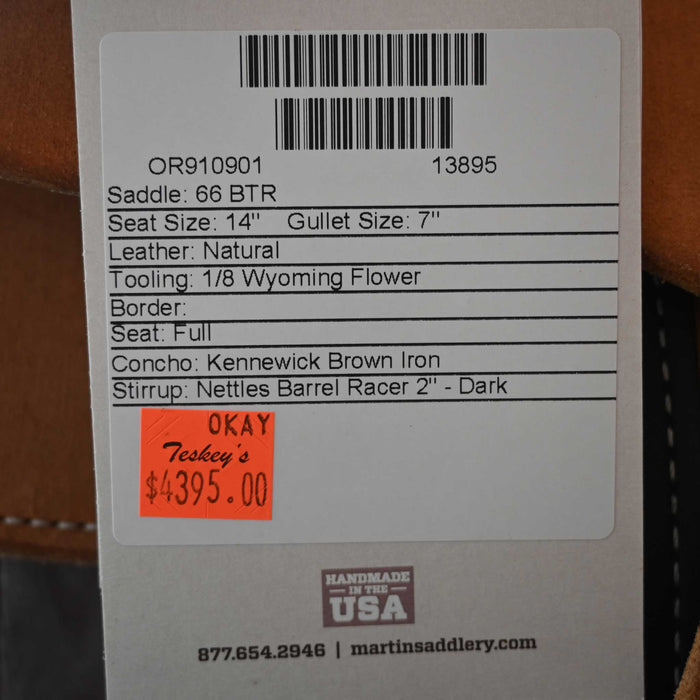 OR910901 13895
Saddle: 66 BTR
Seat Size: 14" Gullet Size: 7"
Leather: Natural
Tooling: 1/8 Wyoming Flower
Border:
Seat: Full
Concho: Kennewick Brown Iron
Stirrup: Nettles Barrel Racer 2" - Dark
OKAY
Teskey's
$4395.00
HANDMADE
IN THE
USA
877.654.2946 | martinsaddlery.com